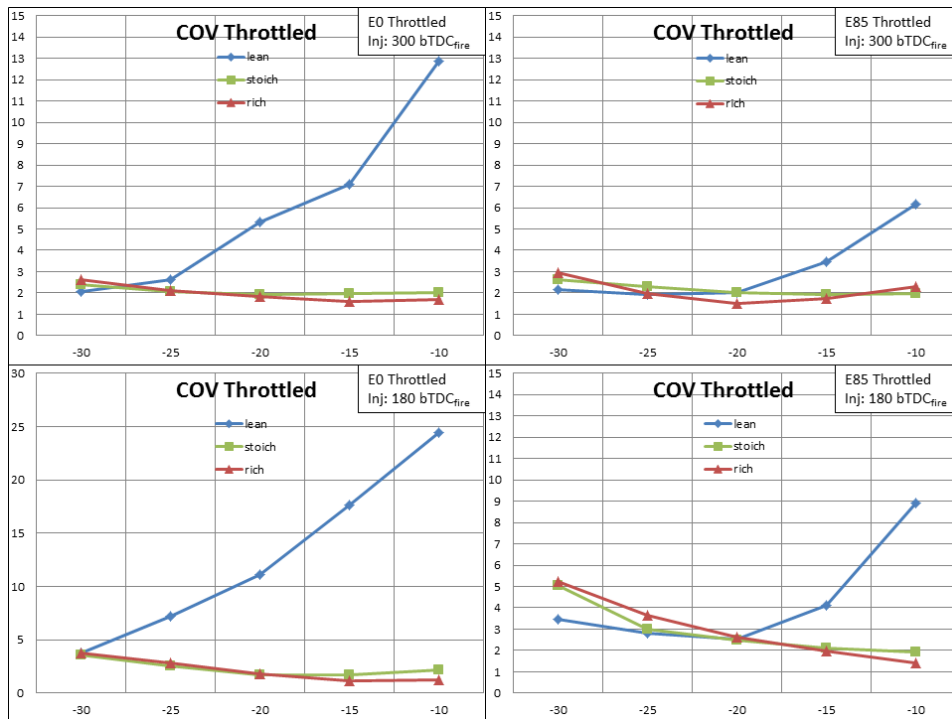 COV Throttled
E0 Throttled
Inj: 300 bTDCfire
lean
stoich
rich
15
14
13
12
11
10
9
8
7
6
5
4
3
2
1
0
-30 -25 -20 -15 -10
COV Throttled
E85 Throttled
Inj: 300 bTDCfire
lean
stoich
rich
15
14
13
12
11
10
9
8
7
6
5
4
3
2
1
0
-30 -25 -20 -15 -10
COV Throttled
E0 Throttled
Inj: 180 bTDCfire
lean
stoich
rich
30
25
20
15
10
5
0
-30 -25 -20 -15 -10
COV Throttled
E85 Throttled
Inj: 180 bTDCfire
lean
stoich
rich
15
14
13
12
11
10
9
8
7
6
5
4
3
2
1
0
-30 -25 -20 -15 -10